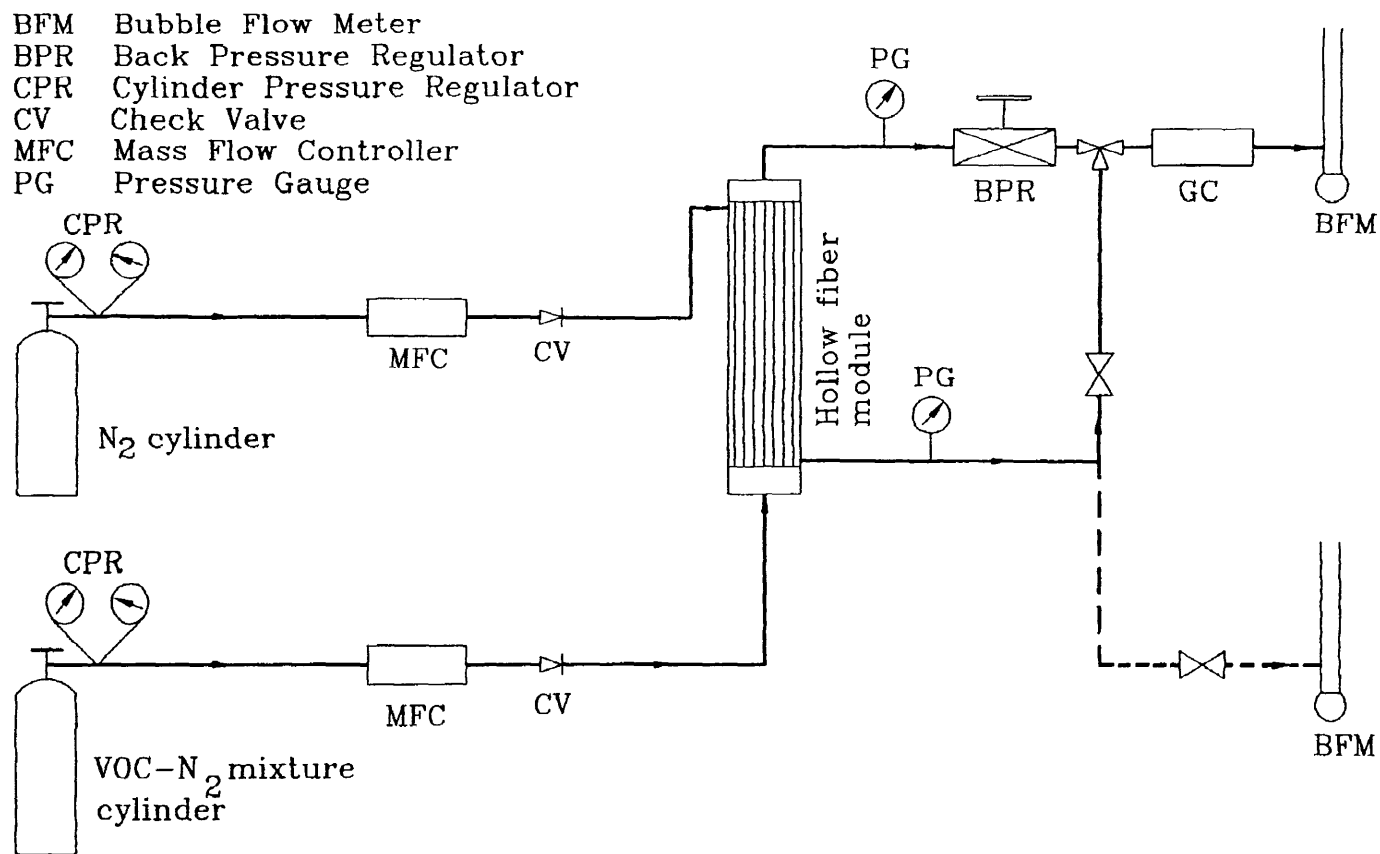 BFM Bubble Flow Meter
BPR Back Pressure Regulator
CPR Cylinder Pressure Regulator
CV Check Valve
MFC Mass Flow Controller
PG Pressure Gauge
PG
BPR
GC
BFM
CPR
MFC
CV
N2 cylinder
Hollow fiber
module
PG
CPR
MFC
CV
VOC-N2 mixture
cylinder
BFM